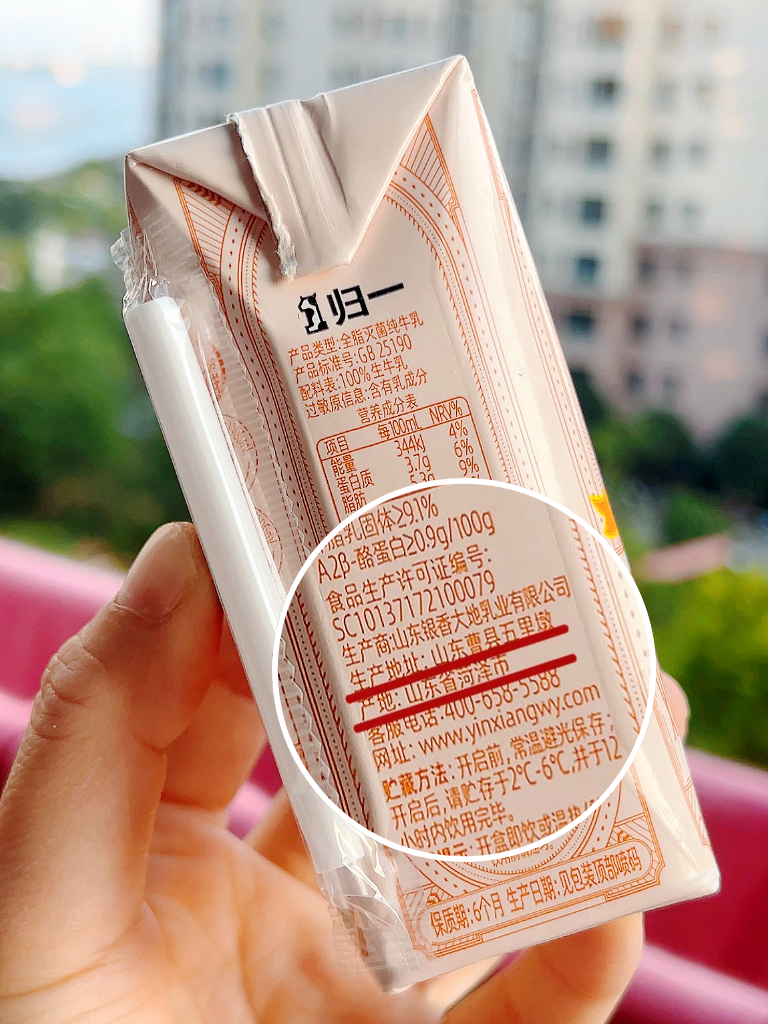 归一
产品类型:全脂灭菌纯牛乳
产品标准号:GB 25190
配料表:100%生牛乳
过敏原信息:含有乳成分
营养成分表
项目 每100mL NRV%
能量 344kJ 4%
蛋白质 3.7g 6%
脂肪 9%
脂乳固体≥9.1%
A2β-酪蛋白≥0.9g/100g
食品生产许可证编号:
SC10137172100079
生产商:山东银香大地乳业有限公司
生产地址:山东曹县五里墩
产地:山东省菏泽市
客服电话:400-658-5588
网址:www.yinxiangwy.com
贮藏方法:开启前,常温避光保存;
开启后,请贮存于2℃-6℃,并于12
小时内饮用完毕。
开盒即饮或温热
保质期:6个月 生产日期:见包装顶部喷码